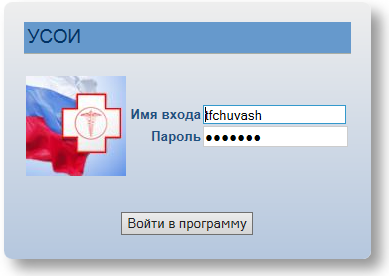 УСОИ
Имя входа tfchuvash
Пароль ●●●●●●●
Войти в программу